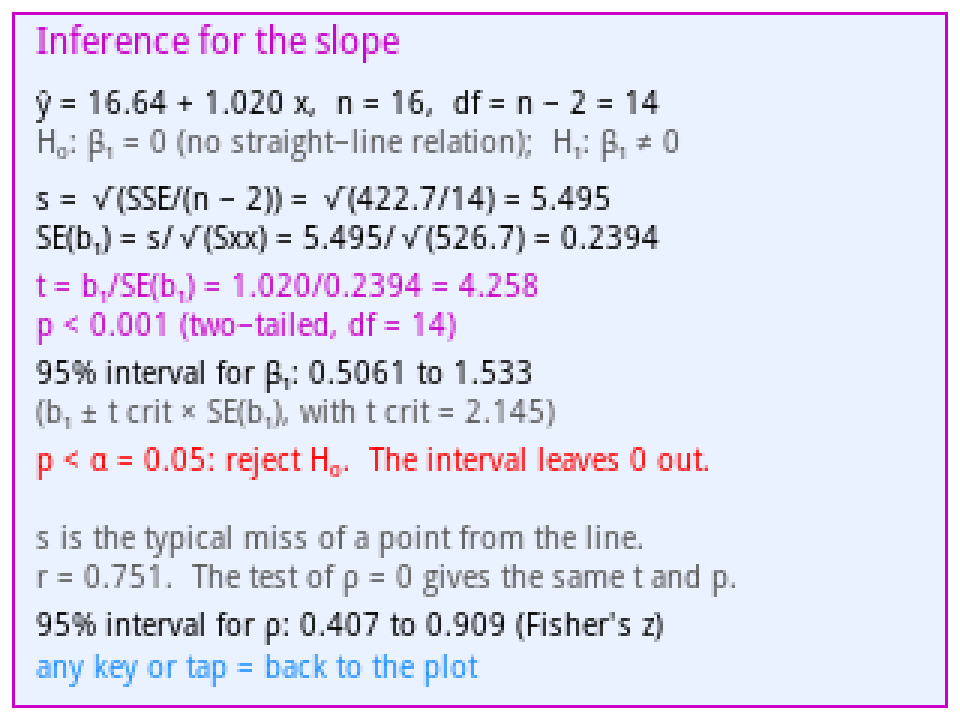 Inference for the slope
ŷ = 16.64 + 1.020 x, n = 16, df = n − 2 = 14
H₀: β₁ = 0 (no straight−line relation); H₁: β₁ ≠ 0
s = √(SSE/(n − 2)) = √(422.7/14) = 5.495
SE(b₁) = s/√(Sxx) = 5.495/√(526.7) = 0.2394
t = b₁/SE(b₁) = 1.020/0.2394 = 4.258
p < 0.001 (two−tailed, df = 14)
95% interval for β₁: 0.5061 to 1.533
(b₁ ± t crit × SE(b₁), with t crit = 2.145)
p < α = 0.05: reject H₀. The interval leaves 0 out.
s is the typical miss of a point from the line.
r = 0.751. The test of ρ = 0 gives the same t and p.
95% interval for ρ: 0.407 to 0.909 (Fisher's z)
any key or tap = back to the plot